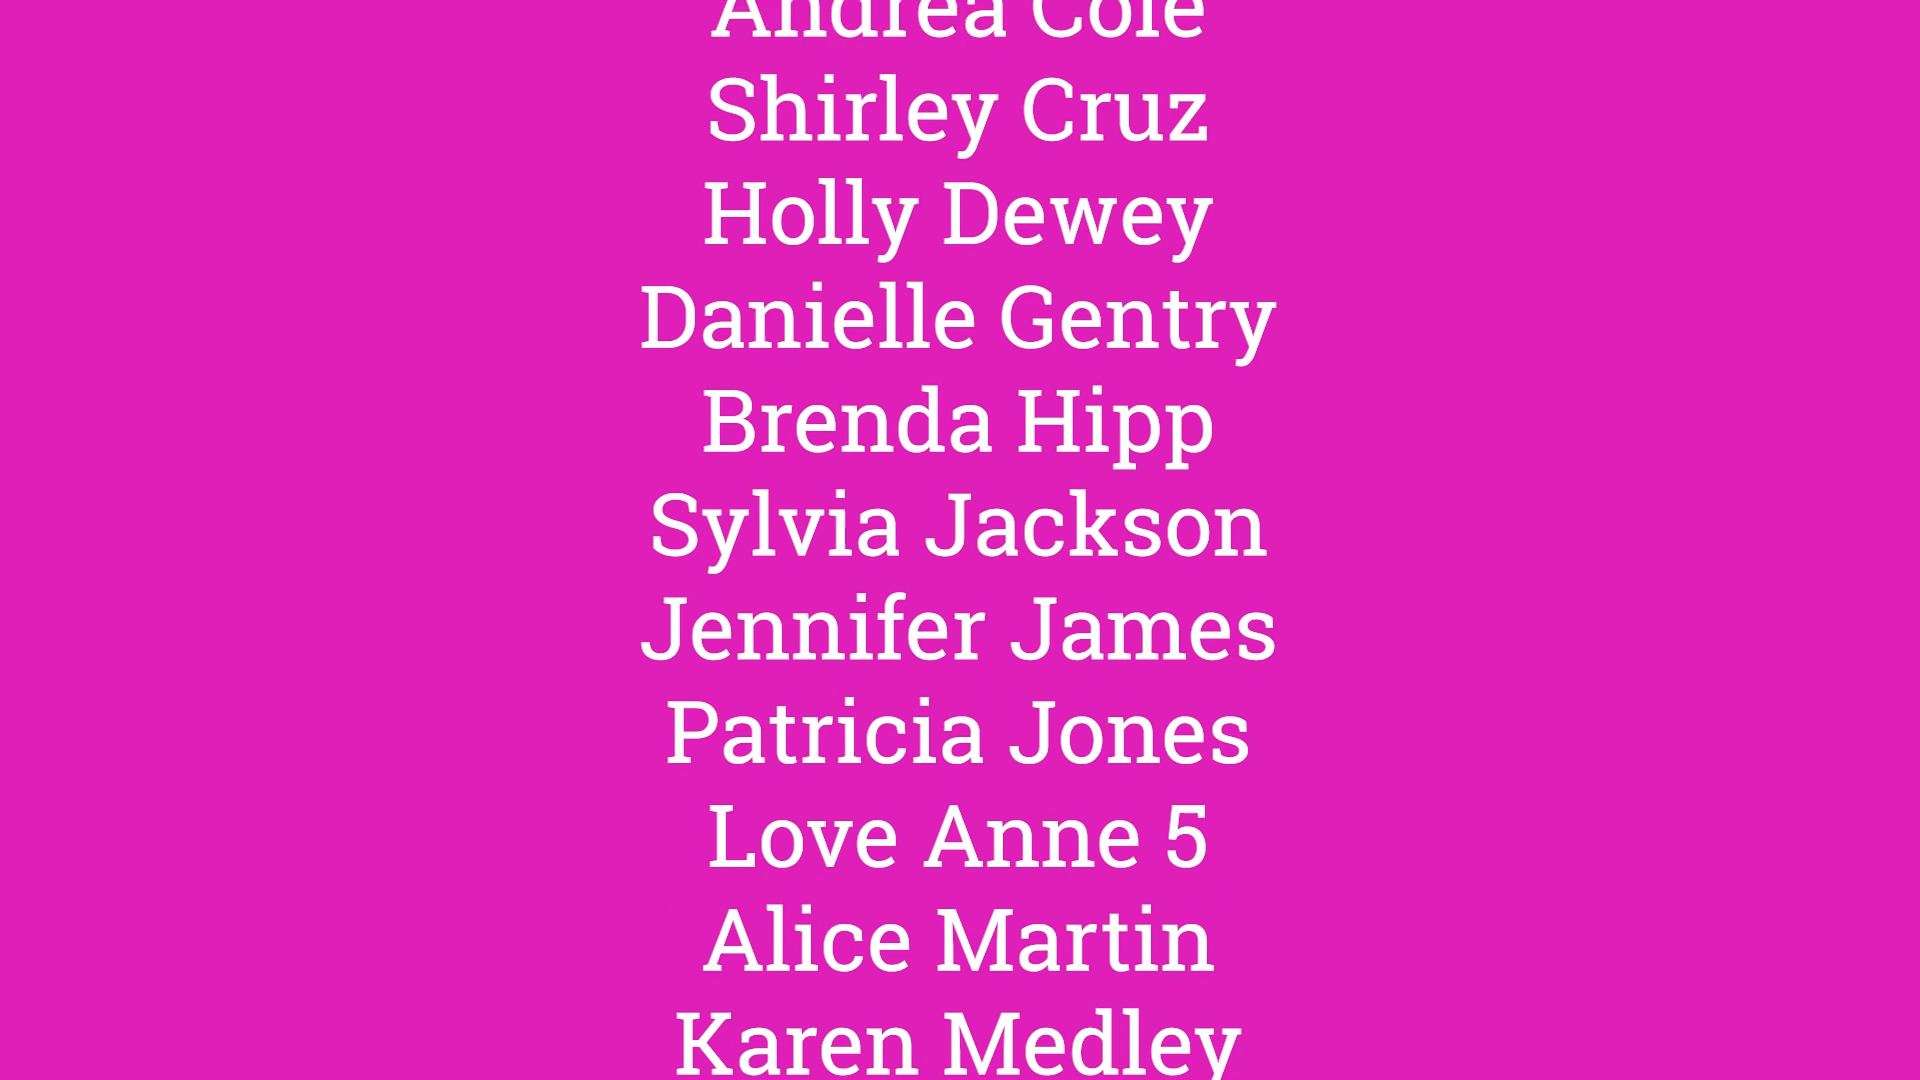 Andrea Cole
Shirley Cruz
Holly Dewey
Danielle Gentry
Brenda Hipp
Sylvia Jackson
Jennifer James
Patricia Jones
Love Anne 5
Alice Martin
Karen Medley